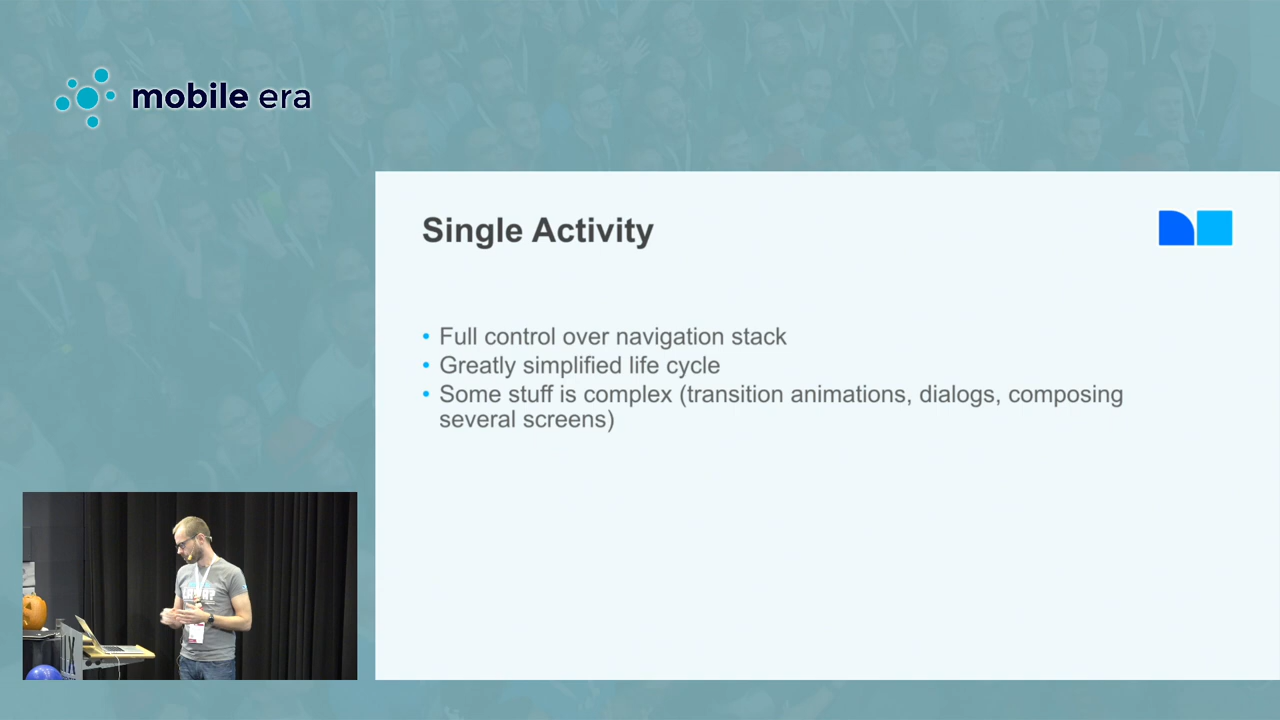 mobile era
Single Activity
• Full control over navigation stack
• Greatly simplified life cycle
• Some stuff is complex (transition animations, dialogs, composing
several screens)